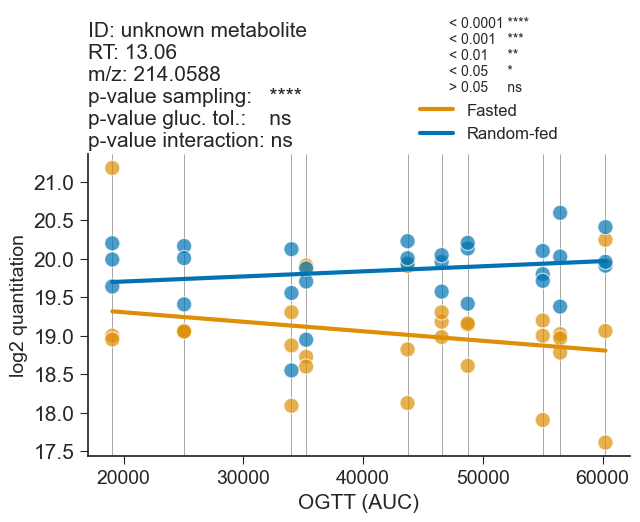 ID: unknown metabolite
RT: 13.06
m/z: 214.0588
p-value sampling: ****
p-value gluc. tol.: ns
p-value interaction: ns
< 0.0001 ****
< 0.001 ***
< 0.01 **
< 0.05 *
> 0.05 ns
Fasted
Random-fed
21.0
20.5
20.0
19.5
19.0
18.5
18.0
17.5
log2 quantitation
20000 30000 40000 50000 60000
OGTT (AUC)